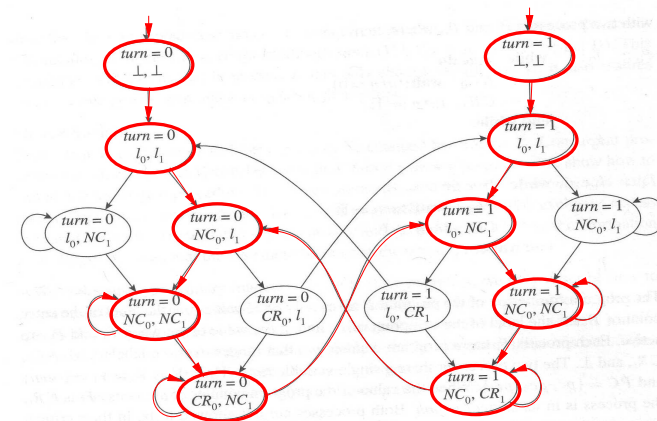 turn = 0
⊥, ⊥
turn = 1
⊥, ⊥
turn = 0
l₀, l₁
turn = 1
l₀, l₁
turn = 0
l₀, NC₁
turn = 0
NC₀, l₁
turn = 1
l₀, NC₁
turn = 1
NC₀, l₁
turn = 0
NC₀, NC₁
turn = 0
CR₀, l₁
turn = 1
l₀, CR₁
turn = 1
NC₀, NC₁
turn = 0
CR₀, NC₁
turn = 1
NC₀, CR₁